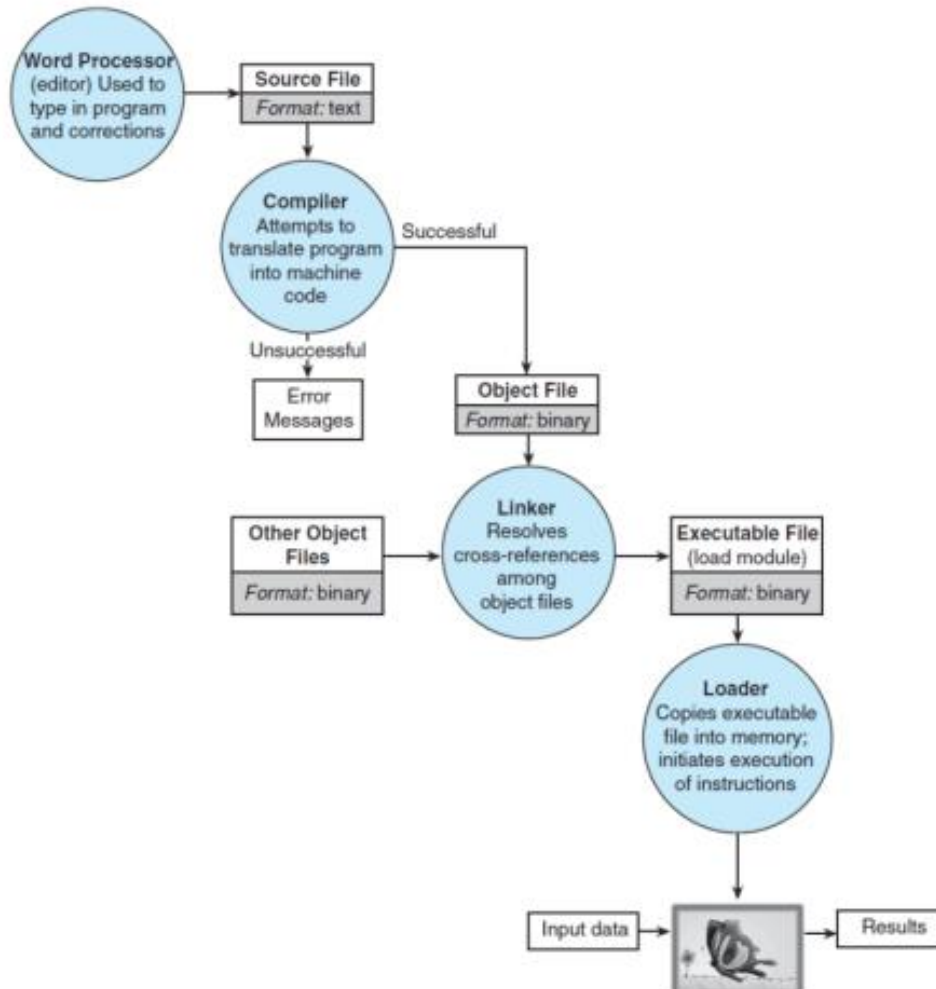 Word Processor
(editor) Used to
type in program
and corrections
Source File
Format: text
Compiler
Attempts to
translate program
into machine
code
Successful
Unsuccessful
Error
Messages
Object File
Format: binary
Other Object
Files
Format: binary
Linker
Resolves
cross-references
among
object files
Executable File
(load module)
Format: binary
Loader
Copies executable
file into memory;
initiates execution
of instructions
Input data
Results